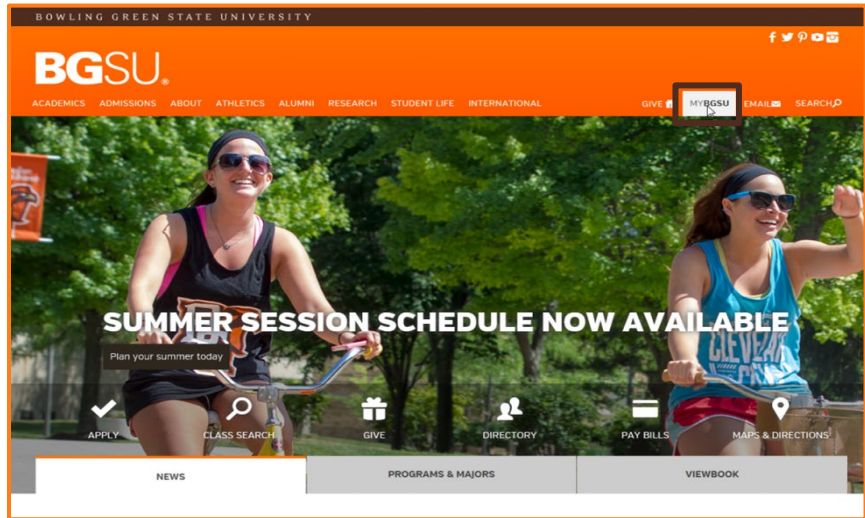 BOWLING GREEN STATE UNIVERSITY
BGSU®
ACADEMICS ADMISSIONS ABOUT ATHLETICS ALUMNI RESEARCH STUDENT LIFE INTERNATIONAL GIVE MYBGSU EMAIL SEARCH
SUMMER SESSION SCHEDULE NOW AVAILABLE
Plan your summer today
APPLY CLASS SEARCH GIVE DIRECTORY PAY BILLS MAPS & DIRECTIONS
NEWS PROGRAMS & MAJORS VIEWBOOK